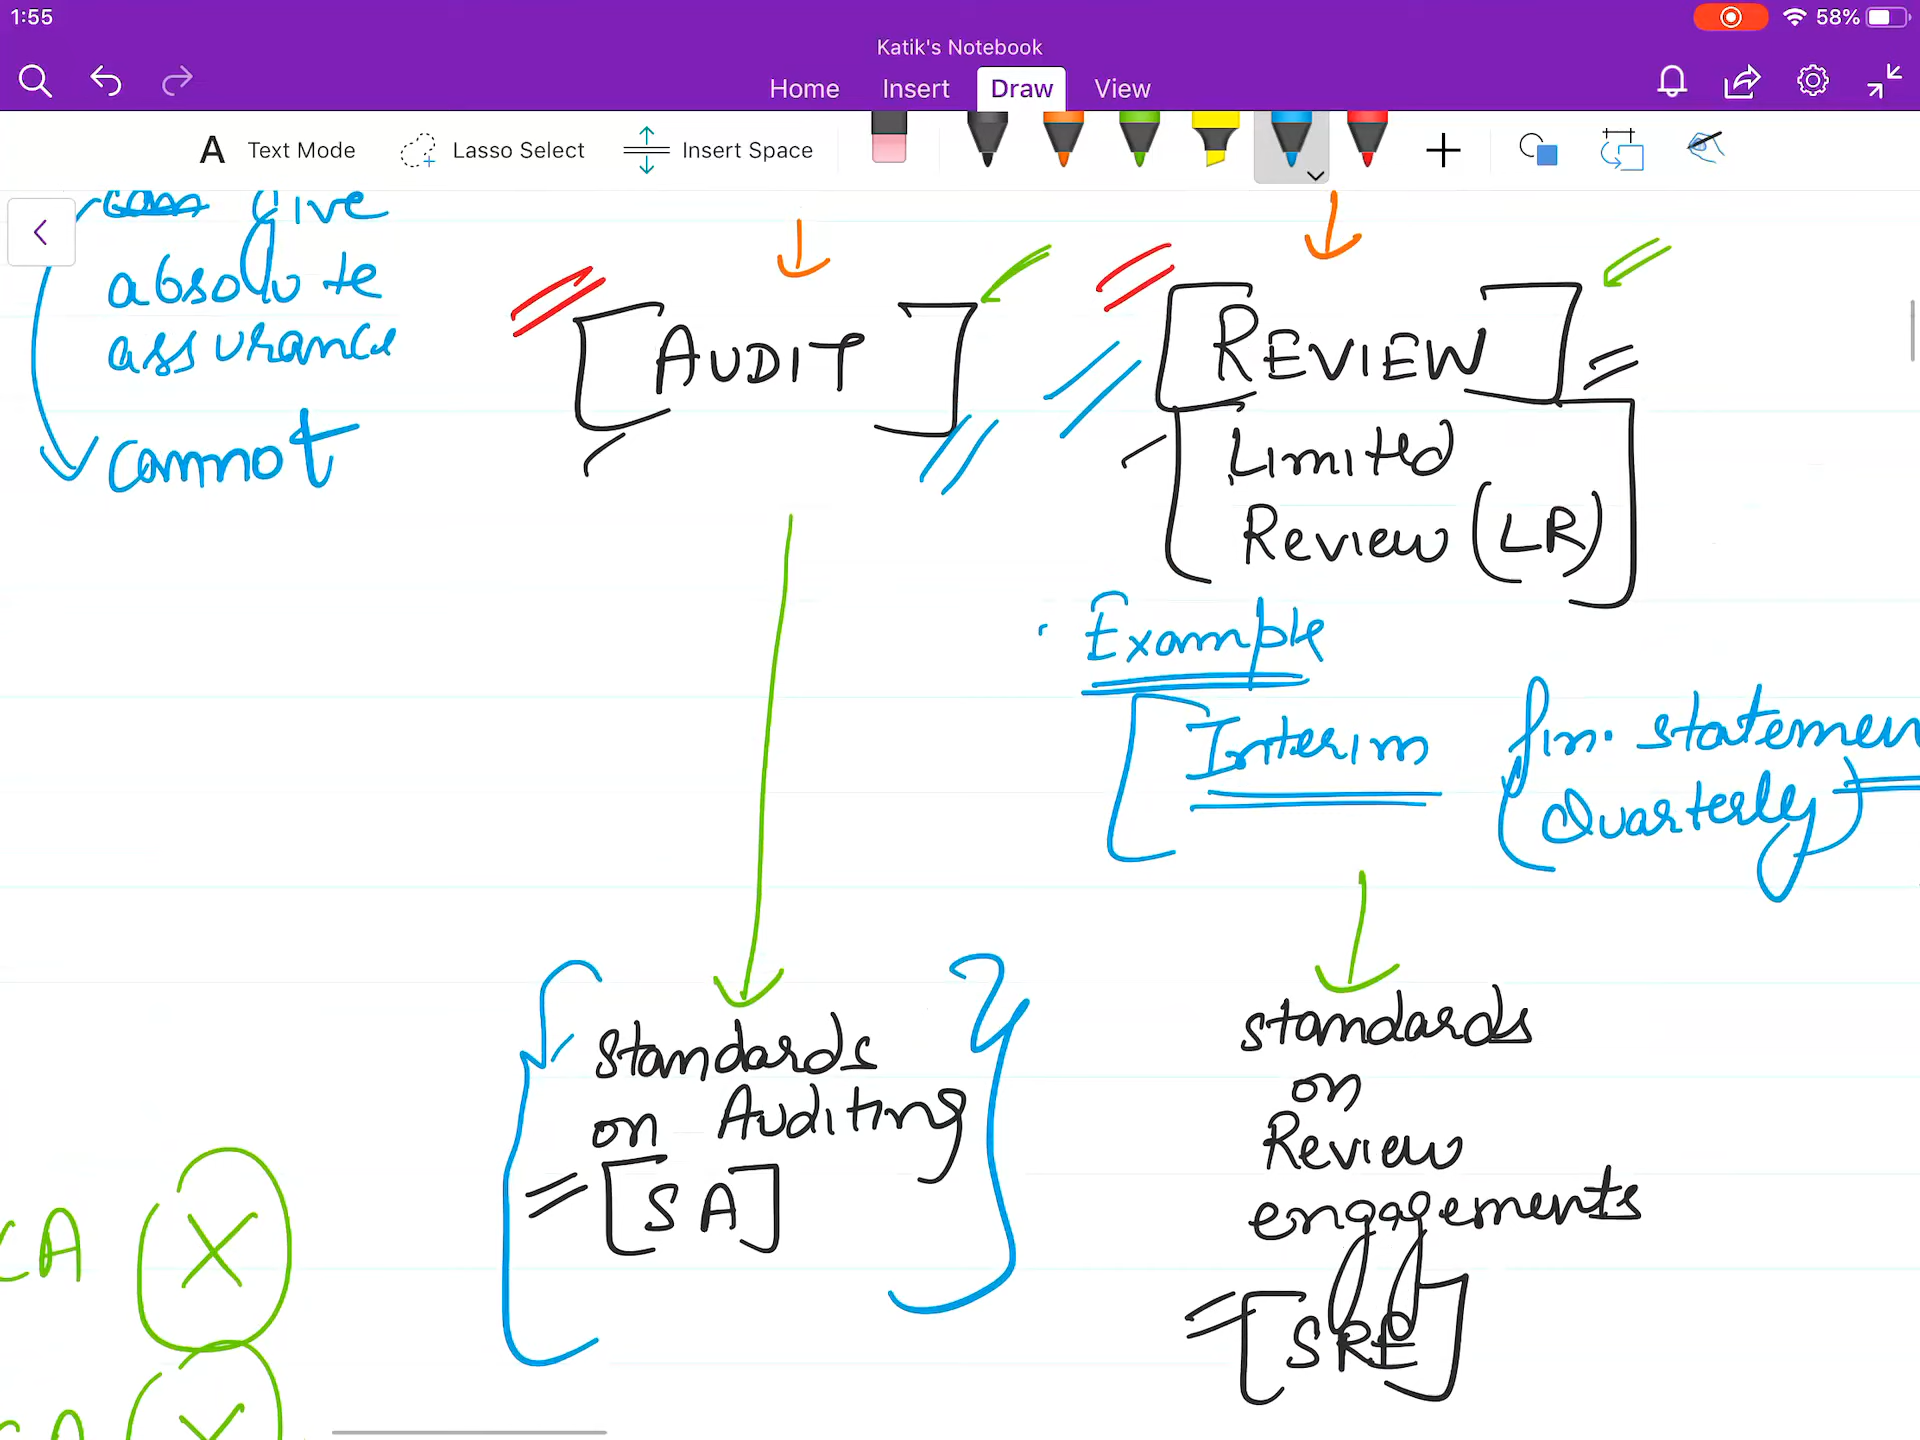 1:55
58%
Katik's Notebook
Home Insert Draw View
A Text Mode Lasso Select Insert Space
give
absolute
assurance
cannot
[AUDIT]
[REVIEW]
Limited
Review (LR)
Example
Interim fin. statemen
(Quarterly)
standards
on Auditing
= [SA]
standards
on
Review
engagements
= [SRE]
CA X